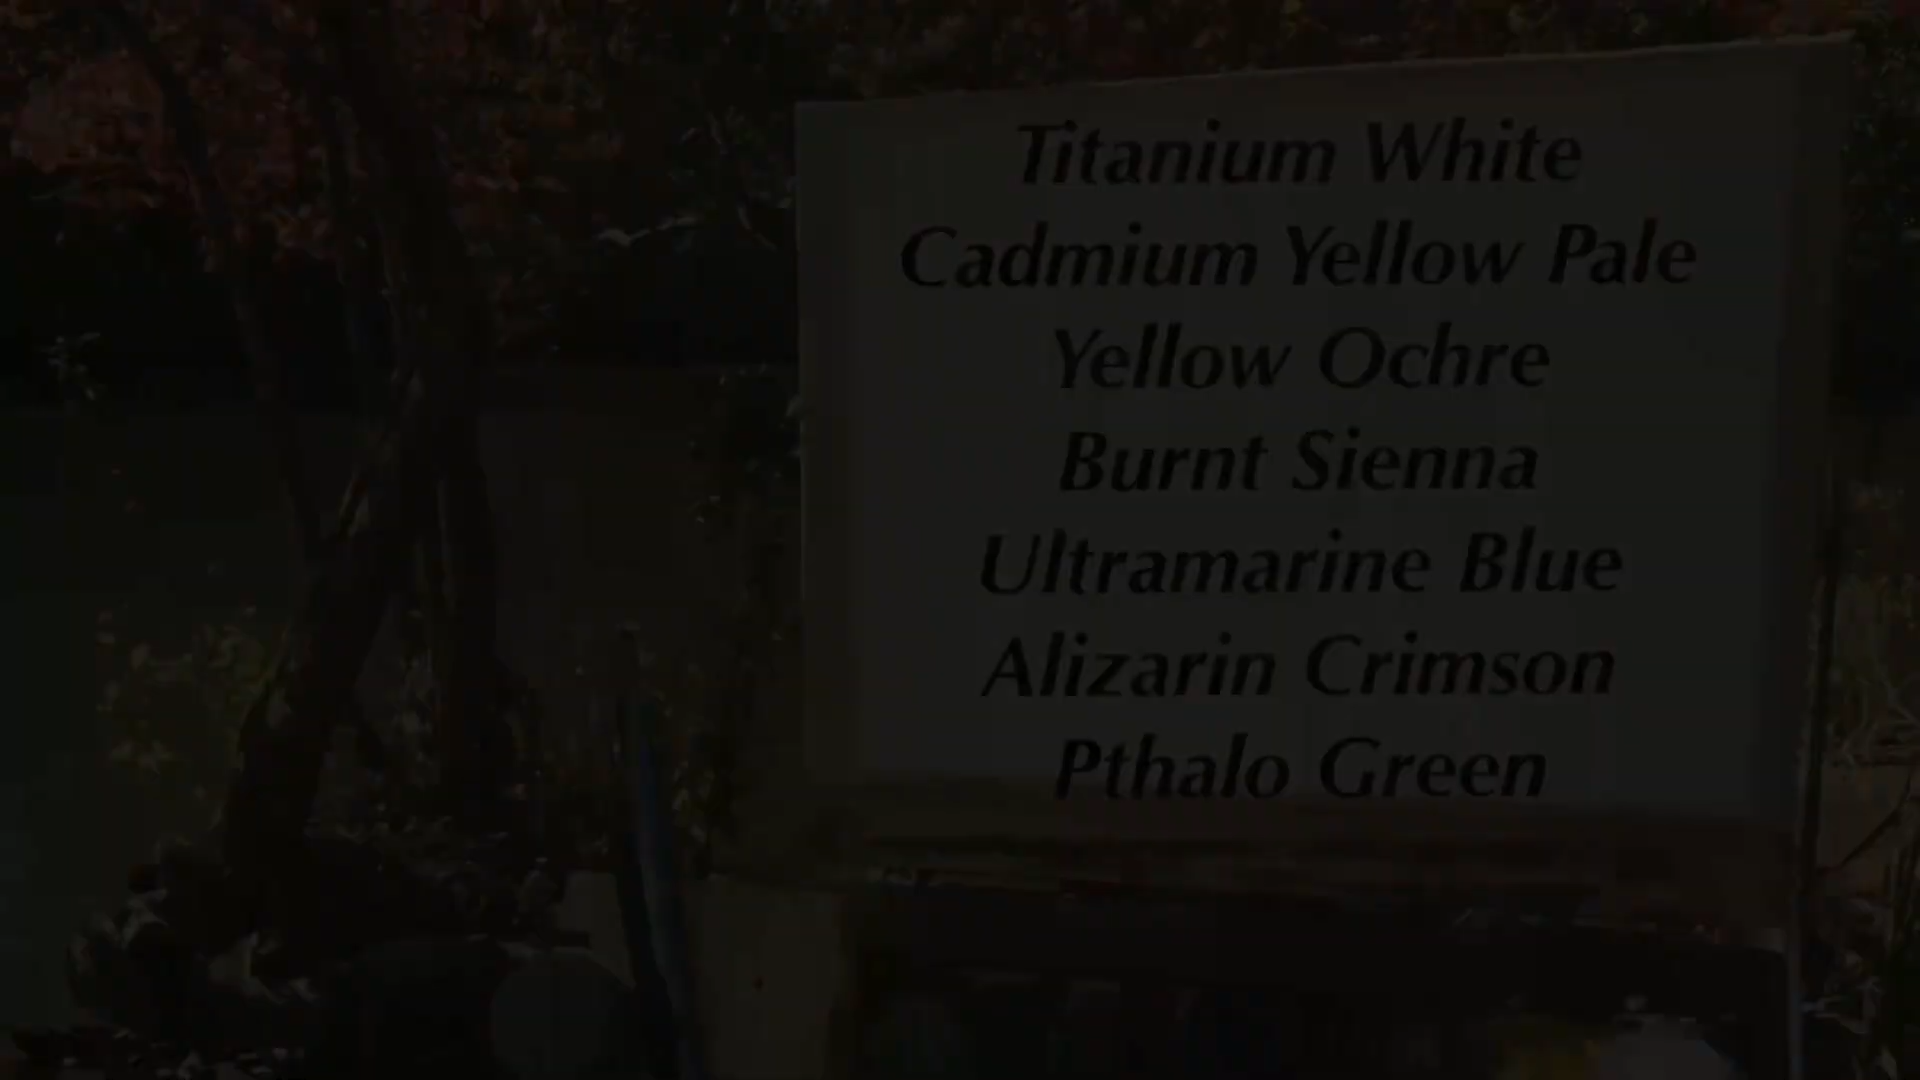 Titanium White
Cadmium Yellow Pale
Yellow Ochre
Burnt Sienna
Ultramarine Blue
Alizarin Crimson
Pthalo Green